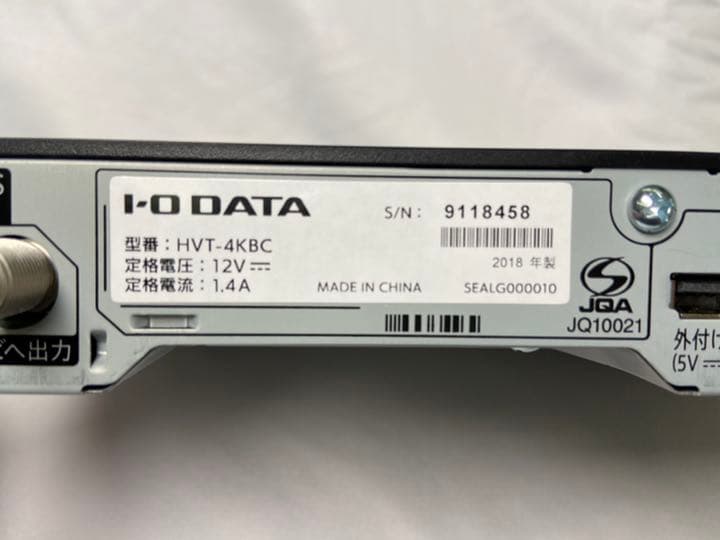 I-O DATA
S/N: 9118458
型番:HVT-4KBC
定格電圧:12V⎓
定格電流:1.4A
2018 年製
MADE IN CHINA
SEALG000010
JQA
JQ10021
へ出力
外付け
(5V⎓